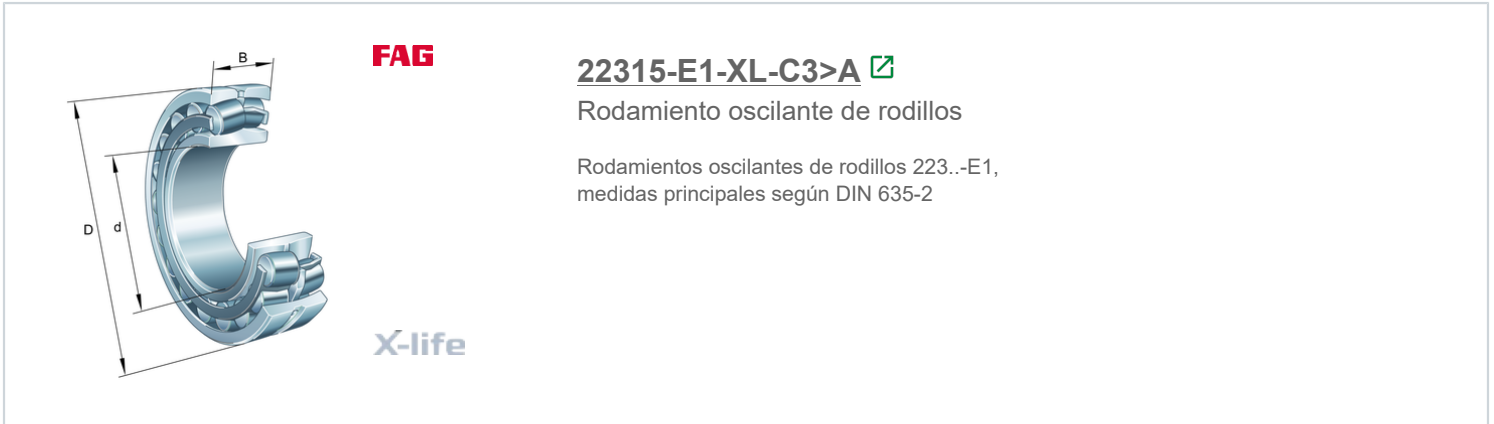 B
FAG
22315-E1-XL-C3>A
Rodamiento oscilante de rodillos
Rodamientos oscilantes de rodillos 223..-E1,
medidas principales según DIN 635-2
D
d
X-life